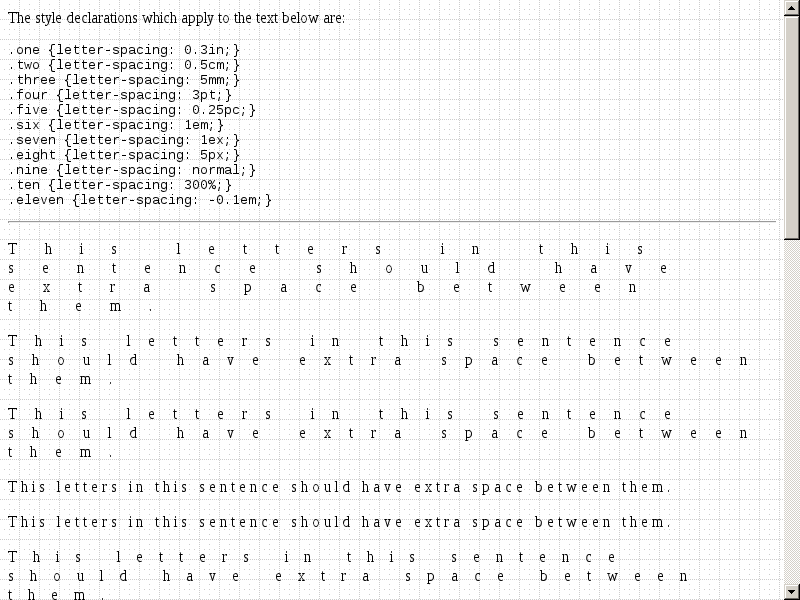 The style declarations which apply to the text below are:
.one {letter-spacing: 0.3in;}
.two {letter-spacing: 0.5cm;}
.three {letter-spacing: 5mm;}
.four {letter-spacing: 3pt;}
.five {letter-spacing: 0.25pc;}
.six {letter-spacing: 1em;}
.seven {letter-spacing: 1ex;}
.eight {letter-spacing: 5px;}
.nine {letter-spacing: normal;}
.ten {letter-spacing: 300%;}
.eleven {letter-spacing: -0.1em;}
This letters in this
sentence should have
extra space between
them.
This letters in this sentence
should have extra space between
them.
This letters in this sentence
should have extra space between
them.
This letters in this sentence should have extra space between them.
This letters in this sentence should have extra space between them.
This letters in this sentence
should have extra space between
them.